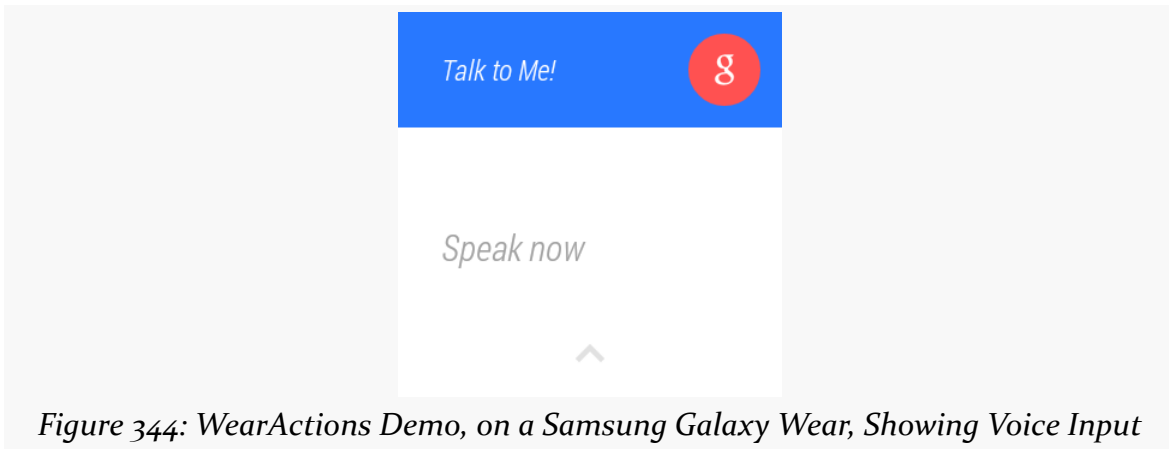 Talk to Me! g
Speak now
Figure 344: WearActions Demo, on a Samsung Galaxy Wear, Showing Voice Input